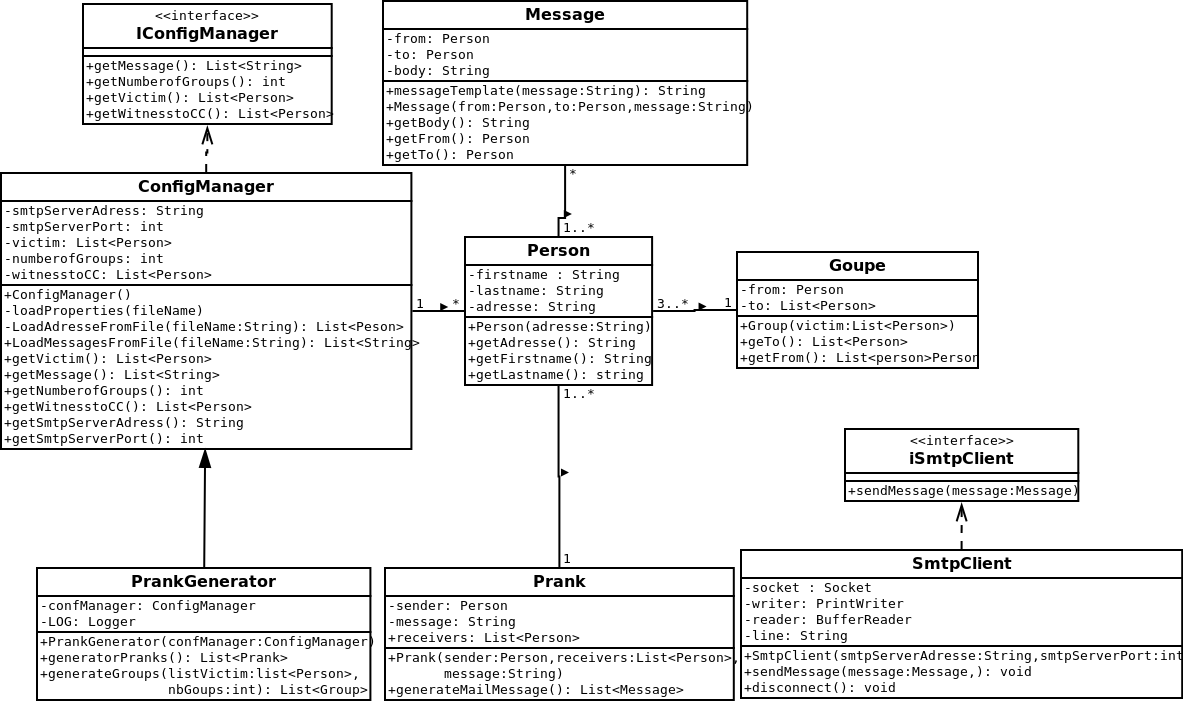 <<interface>>
IConfigManager
+getMessage(): List<String>
+getNumberofGroups(): int
+getVictim(): List<Person>
+getWitnesstoCC(): List<Person>
Message
-from: Person
-to: Person
-body: String
+messageTemplate(message:String): String
+Message(from:Person,to:Person,message:String)
+getBody(): String
+getFrom(): Person
+getTo(): Person
*
1..*
ConfigManager
-smtpServerAdress: String
-smtpServerPort: int
-victim: List<Person>
-numberofGroups: int
-witnesstoCC: List<Person>
+ConfigManager()
-loadProperties(fileName)
-LoadAdresseFromFile(fileName:String): List<Peson>
+LoadMessagesFromFile(fileName:String): List<String>
+getVictim(): List<Person>
+getMessage(): List<String>
+getNumberofGroups(): int
+getWitnesstoCC(): List<Person>
+getSmtpServerAdress(): String
+getSmtpServerPort(): int
1
*
Person
-firstname : String
-lastname: String
-adresse: String
+Person(adresse:String)
+getAdresse(): String
+getFirstname(): String
+getLastname(): string
3..*
1
Goupe
-from: Person
-to: List<Person>
+Group(victim:List<Person>)
+geTo(): List<Person>
+getFrom(): List<person>Person
1..*
1
<<interface>>
iSmtpClient
+sendMessage(message:Message)
PrankGenerator
-confManager: ConfigManager
-LOG: Logger
+PrankGenerator(confManager:ConfigManager)
+generatorPranks(): List<Prank>
+generateGroups(listVictim:list<Person>,
nbGoups:int): List<Group>
Prank
-sender: Person
-message: String
+receivers: List<Person>
+Prank(sender:Person,receivers:List<Person>,
message:String)
+generateMailMessage(): List<Message>
SmtpClient
-socket : Socket
-writer: PrintWriter
-reader: BufferReader
-line: String
+SmtpClient(smtpServerAdresse:String,smtpServerPort:int
+sendMessage(message:Message,): void
+disconnect(): void